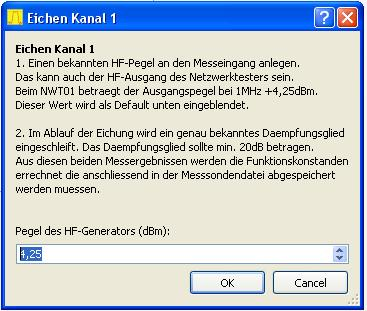 Eichen Kanal 1
Eichen Kanal 1
1. Einen bekannten HF-Pegel an den Messeingang anlegen.
Das kann auch der HF-Ausgang des Netzwerktesters sein.
Beim NWT01 betraegt der Ausgangspegel bei 1MHz +4,25dBm.
Dieser Wert wird als Default unten eingeblendet.
2. Im Ablauf der Eichung wird ein genau bekanntes Daempfungsglied
eingeschleift. Das Daempfungsglied sollte min. 20dB betragen.
Aus diesen beiden Messergebnissen werden die Funktionskonstanden
errechnet die anschliessend in der Messsondendatei abgespeichert
werden muessen.
Pegel des HF-Generators (dBm):
4,25
OK
Cancel